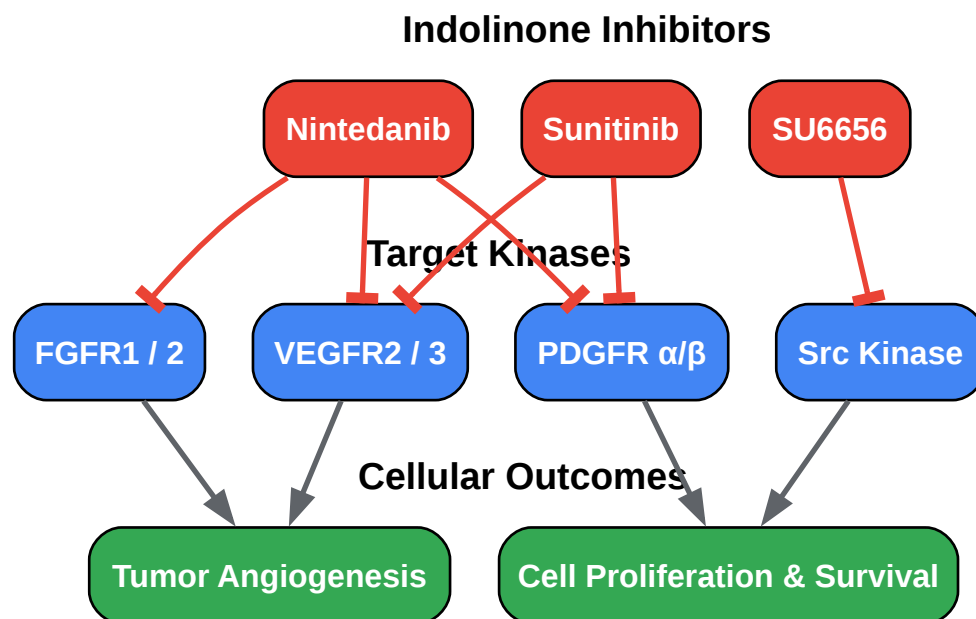 Indolinone Inhibitors
Nintedanib
Sunitinib
SU6656
Target Kinases
FGFR1 / 2
VEGFR2 / 3
PDGFR α/β
Src Kinase
Cellular Outcomes
Tumor Angiogenesis
Cell Proliferation & Survival